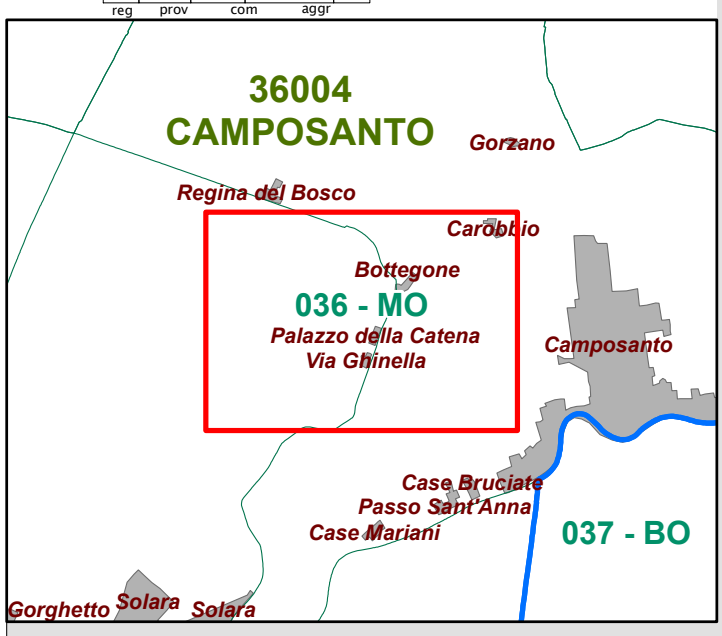 reg prov com aggr
36004
CAMPOSANTO
Gorzano
Regina del Bosco
Carobbio
Bottegone
036 - MO
Palazzo della Catena
Camposanto
Via Ghinella
Case Bruciate
Passo Sant'Anna
Case Mariani
037 - BO
Gorghetto Solara Solara